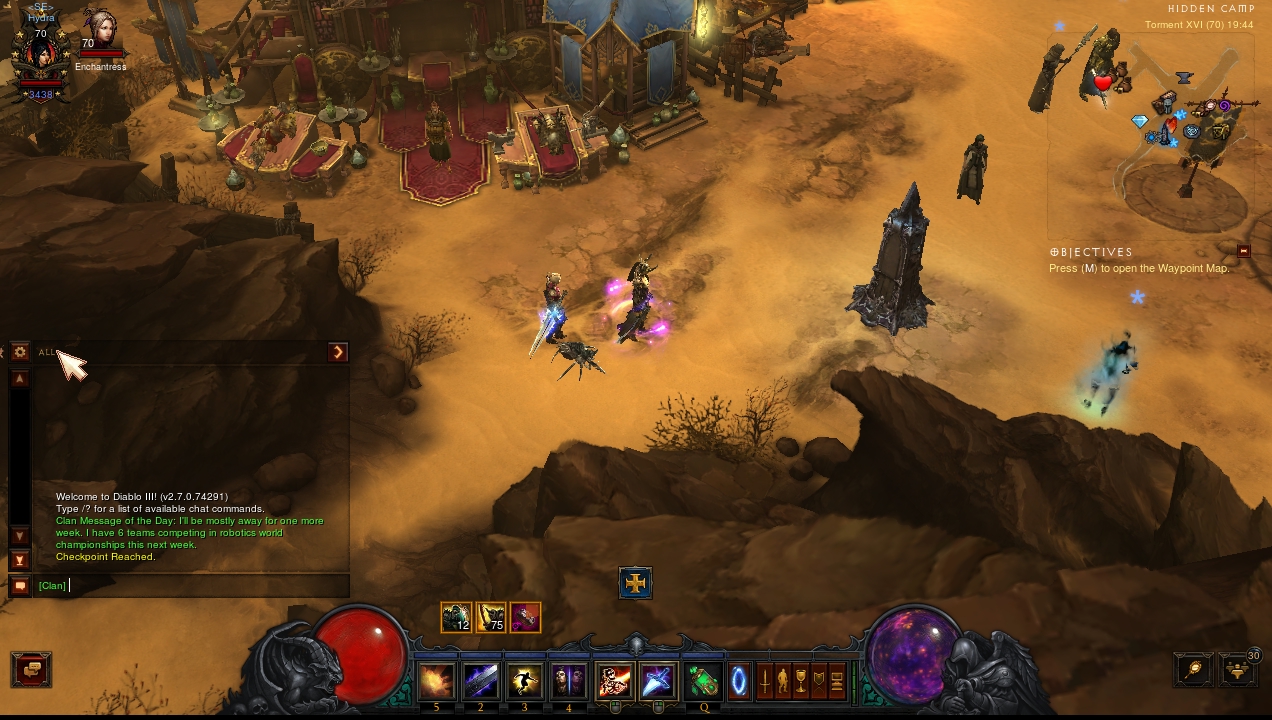 <SE>
Hydra
70
3438
70
Enchantress
HIDDEN CAMP
Torment XVI (70) 19:44
OBJECTIVES
Press (M) to open the Waypoint Map.
ALL
Welcome to Diablo III! (v2.7.0.74291)
Type /? for a list of available chat commands.
Clan Message of the Day: I'll be mostly away for one more
week. I have 6 teams competing in robotics world
championships this next week.
Checkpoint Reached.
[Clan]
12
75
5
2
3
4
Q
30